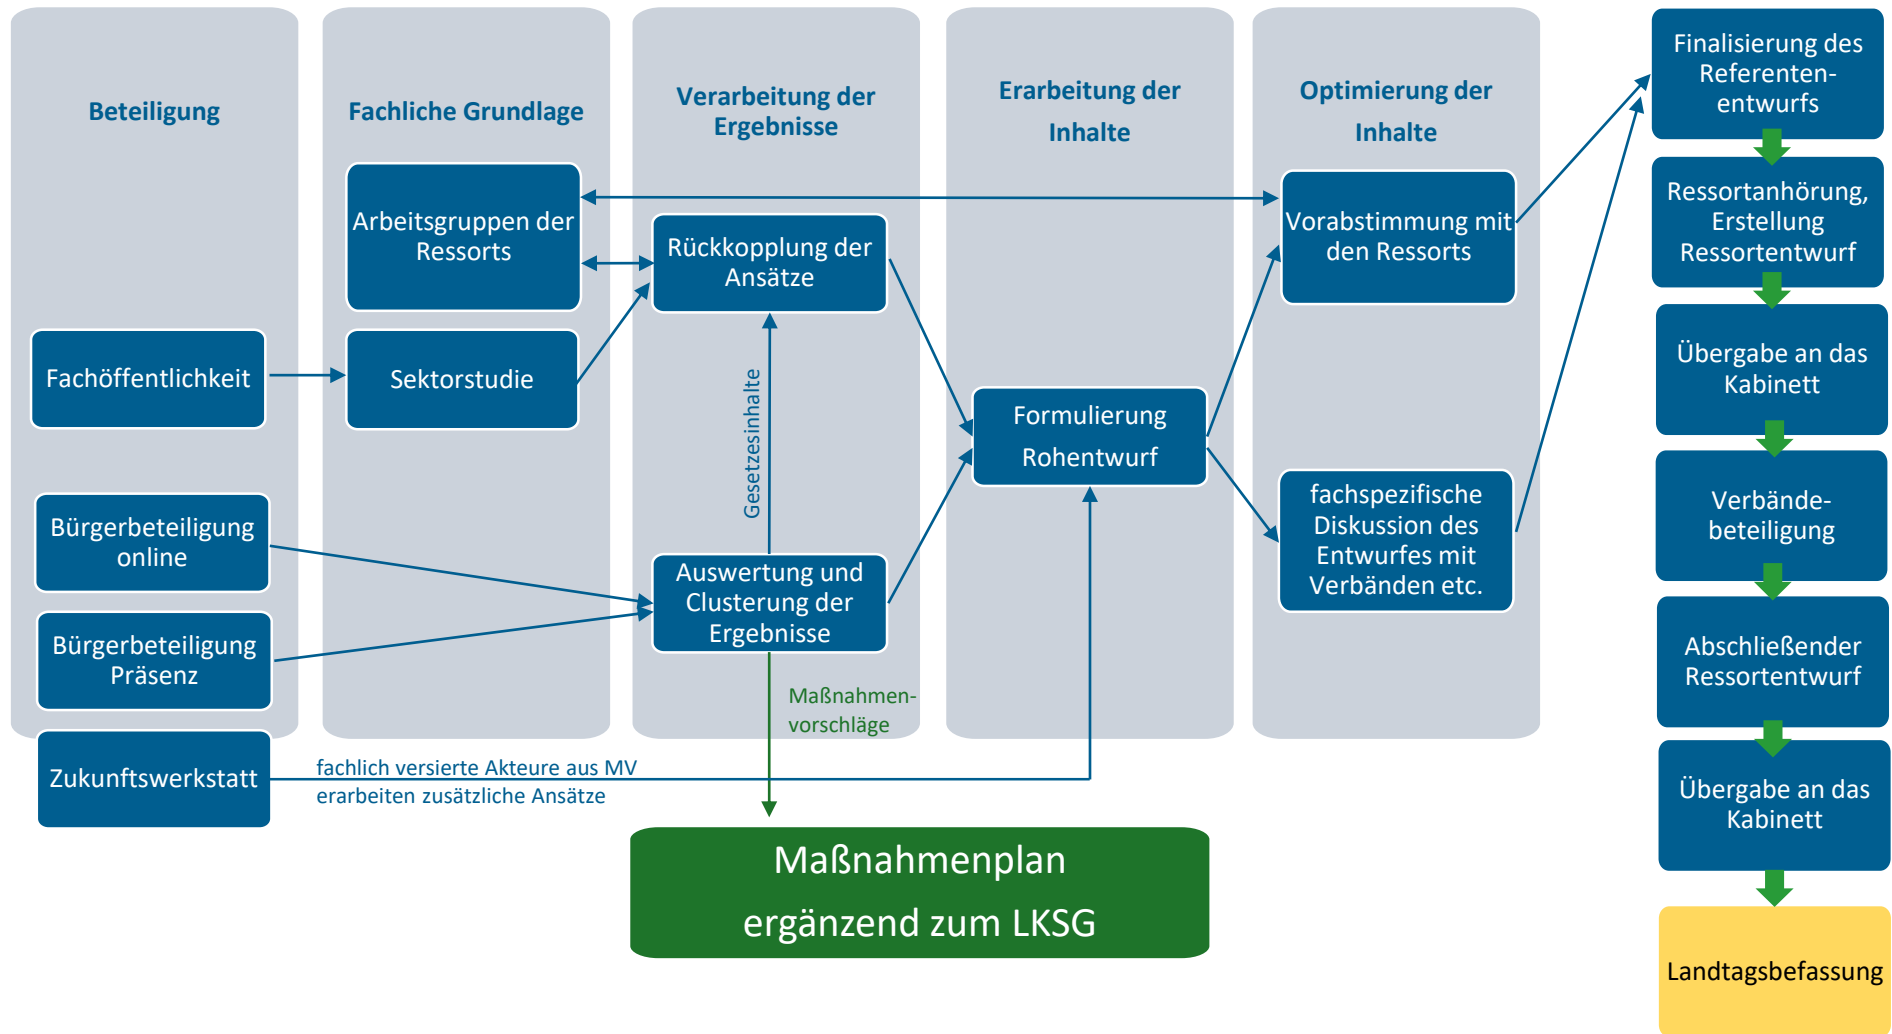 Beteiligung
Fachöffentlichkeit
Bürgerbeteiligung
online
Bürgerbeteiligung
Präsenz
Zukunftswerkstatt
Fachliche Grundlage
Arbeitsgruppen der
Ressorts
Sektorstudie
fachlich versierte Akteure aus MV
erarbeiten zusätzliche Ansätze
Verarbeitung der
Ergebnisse
Rückkopplung der
Ansätze
Gesetzesinhalte
Auswertung und
Clusterung der
Ergebnisse
Maßnahmen-
vorschläge
Maßnahmenplan
ergänzend zum LKSG
Erarbeitung der
Inhalte
Formulierung
Rohentwurf
Optimierung der
Inhalte
Vorabstimmung mit
den Ressorts
fachspezifische
Diskussion des
Entwurfes mit
Verbänden etc.
Finalisierung des
Referenten-
entwurfs
Ressortanhörung,
Erstellung
Ressortentwurf
Übergabe an das
Kabinett
Verbände-
beteiligung
Abschließender
Ressortentwurf
Übergabe an das
Kabinett
Landtagsbefassung